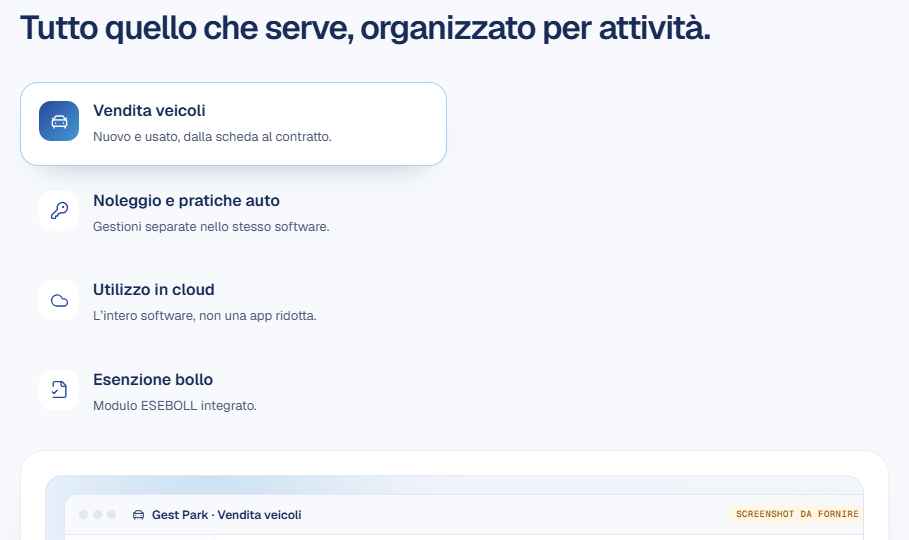 Tutto quello che serve, organizzato per attività.
Vendita veicoli
Nuovo e usato, dalla scheda al contratto.
Noleggio e pratiche auto
Gestioni separate nello stesso software.
Utilizzo in cloud
L'intero software, non una app ridotta.
Esenzione bollo
Modulo ESEBOLL integrato.
Gest Park · Vendita veicoli
SCREENSHOT DA FORNIRE